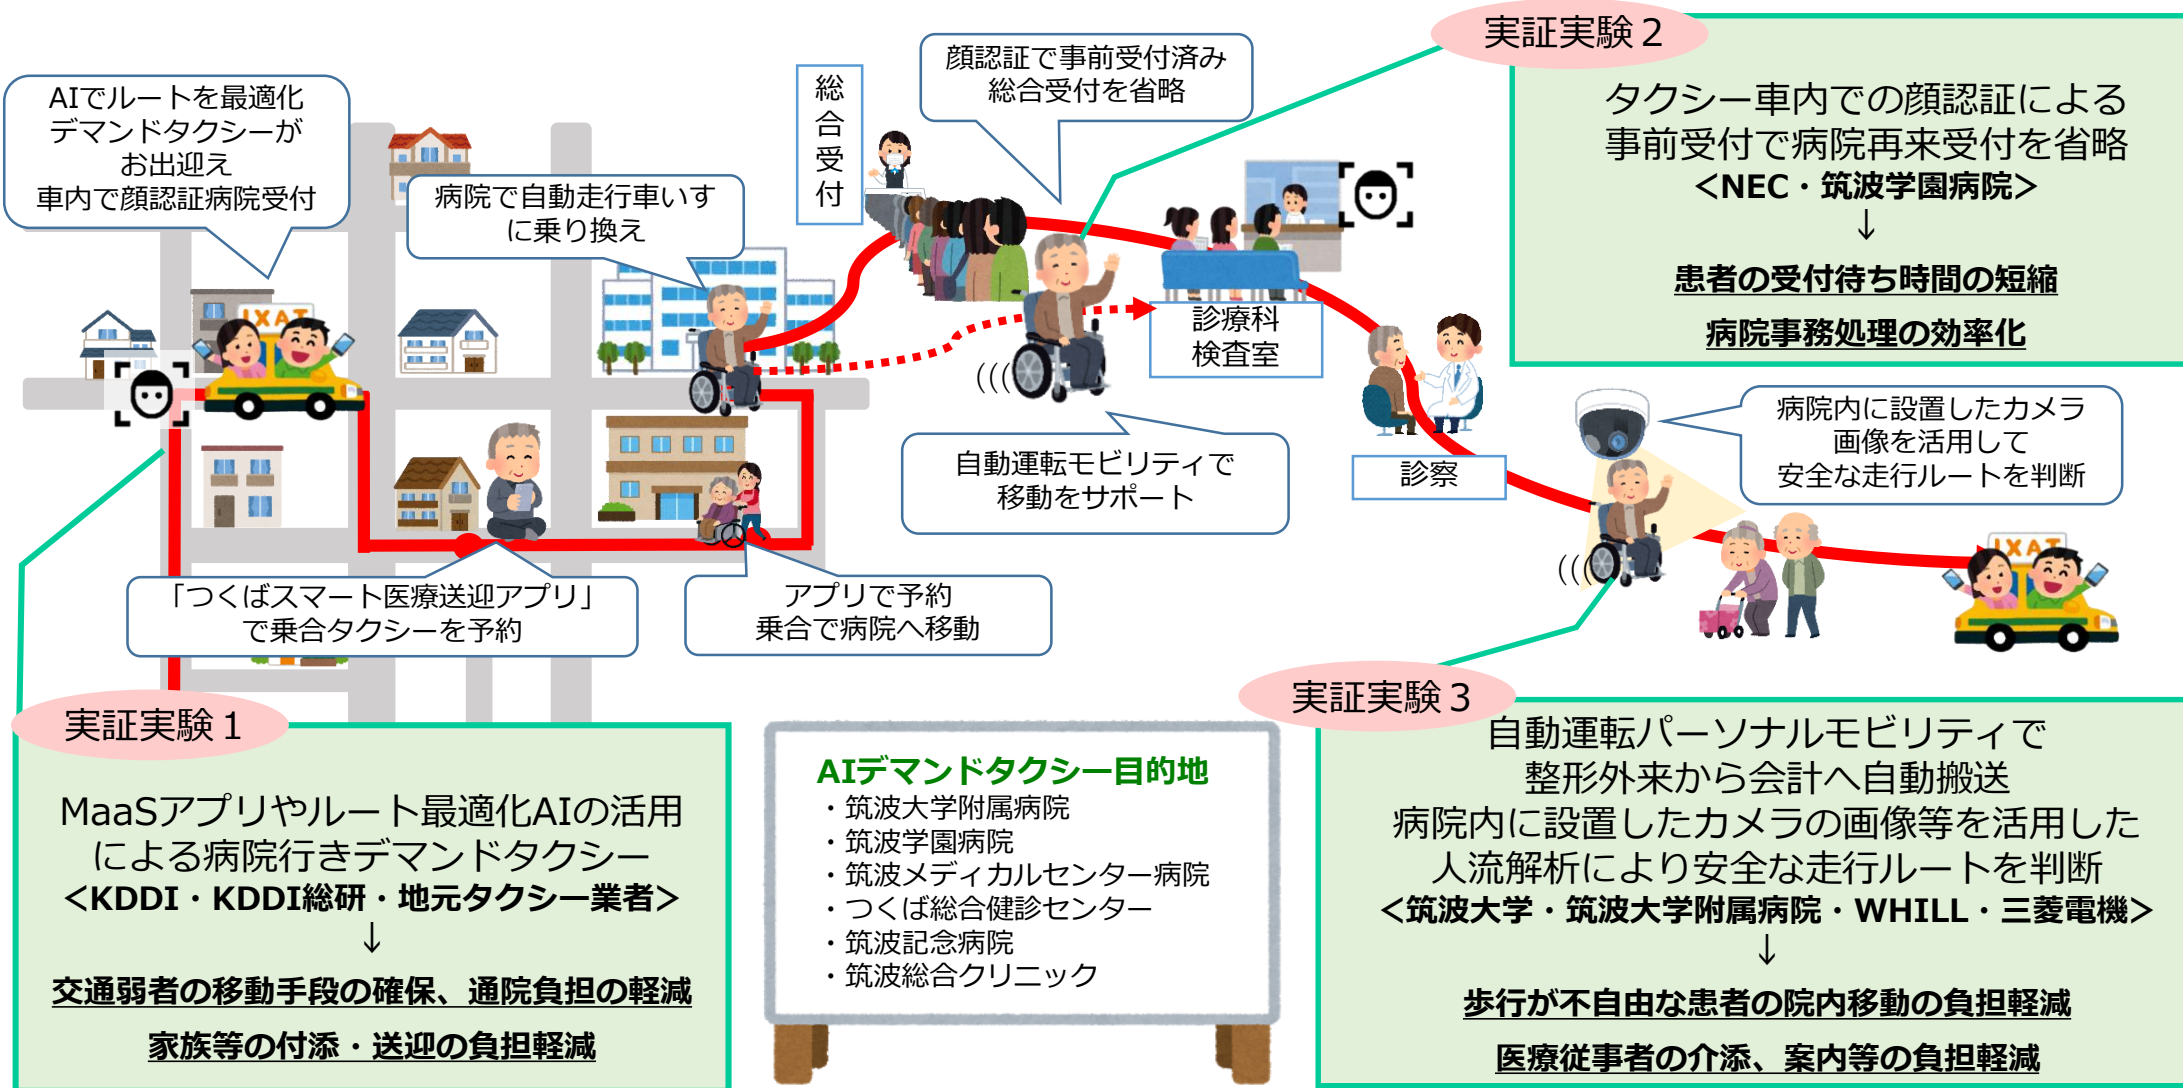 AIでルートを最適化
デマンドタクシーが
お出迎え
車内で顔認証病院受付
病院で自動走行車いす
に乗り換え
総合受付
顔認証で事前受付済み
総合受付を省略
実証実験２
タクシー車内での顔認証による
事前受付で病院再来受付を省略
<NEC・筑波学園病院>
↓
患者の受付待ち時間の短縮
病院事務処理の効率化
IXAT
診療科
検査室
自動運転モビリティで
移動をサポート
診察
病院内に設置したカメラ
画像を活用して
安全な走行ルートを判断
「つくばスマート医療送迎アプリ」
で乗合タクシーを予約
アプリで予約
乗合で病院へ移動
IXAT
実証実験１
MaaSアプリやルート最適化AIの活用
による病院行きデマンドタクシー
<KDDI・KDDI総研・地元タクシー業者>
↓
交通弱者の移動手段の確保、通院負担の軽減
家族等の付添・送迎の負担軽減
AIデマンドタクシー目的地
・筑波大学附属病院
・筑波学園病院
・筑波メディカルセンター病院
・つくば総合健診センター
・筑波記念病院
・筑波総合クリニック
実証実験３
自動運転パーソナルモビリティで
整形外来から会計へ自動搬送
病院内に設置したカメラの画像等を活用した
人流解析により安全な走行ルートを判断
<筑波大学・筑波大学附属病院・WHILL・三菱電機>
↓
歩行が不自由な患者の院内移動の負担軽減
医療従事者の介添、案内等の負担軽減